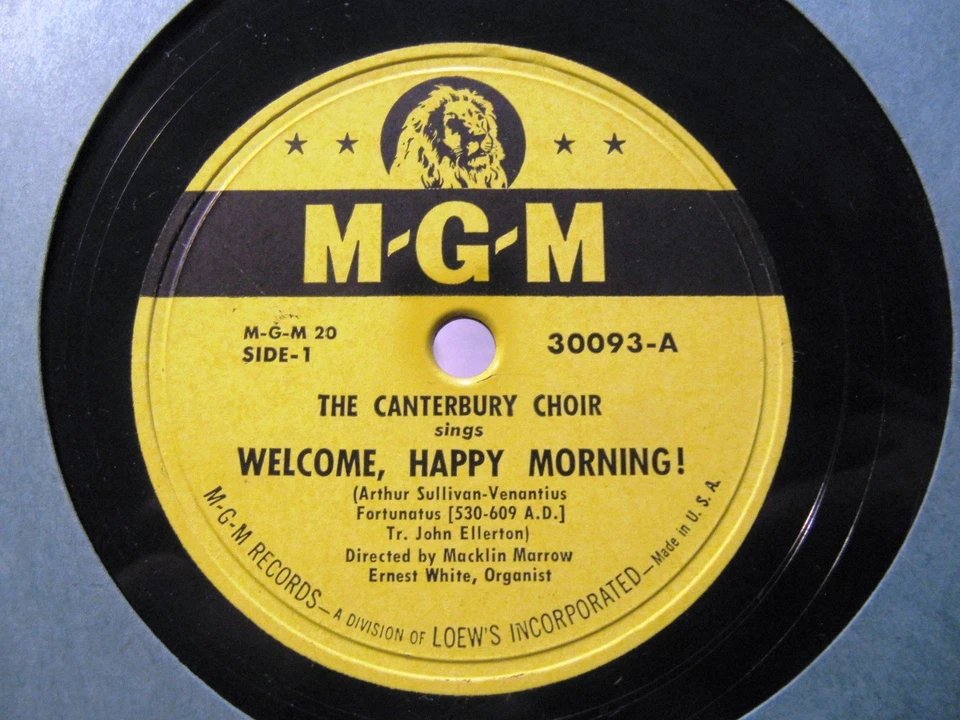 M-G-M
M-G-M 20
SIDE-1
30093-A
THE CANTERBURY CHOIR
sings
WELCOME, HAPPY MORNING!
(Arthur Sullivan-Venantius
Fortunatus [530-609 A.D.]
Tr. John Ellerton)
Directed by Macklin Marrow
Ernest White, Organist
M-G-M RECORDS—A DIVISION OF LOEW'S INCORPORATED—Made in U. S. A.